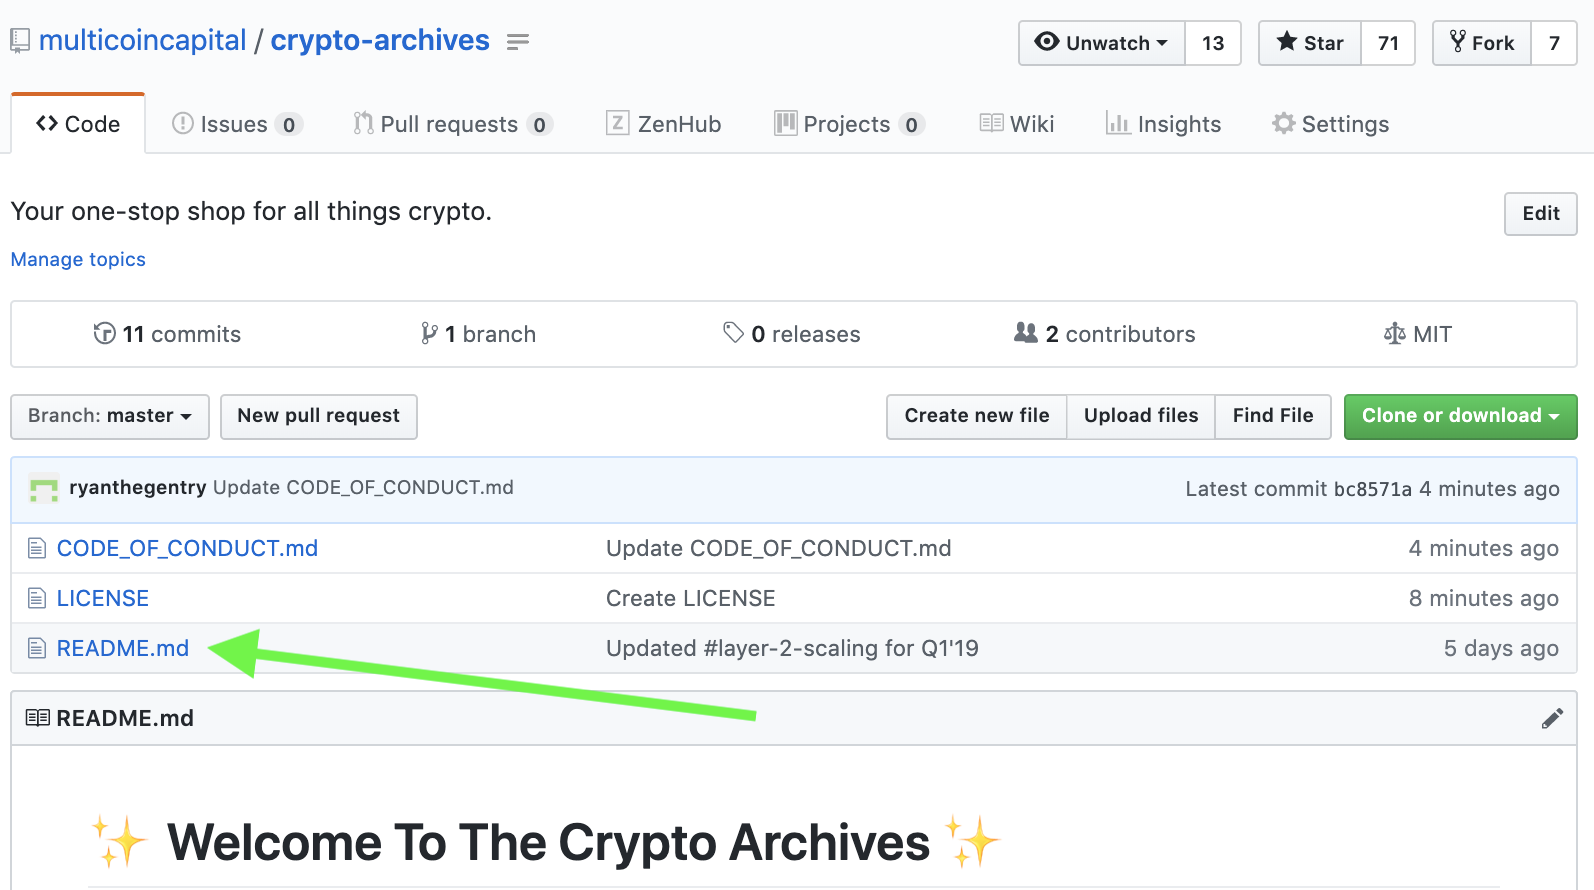 multicoincapital / crypto-archives
Unwatch 13 Star 71 Fork 7
Code Issues 0 Pull requests 0 ZenHub Projects 0 Wiki Insights Settings
Your one-stop shop for all things crypto.
Edit
Manage topics
11 commits 1 branch 0 releases 2 contributors MIT
Branch: master New pull request Create new file Upload files Find File Clone or download
ryanthegentry Update CODE_OF_CONDUCT.md Latest commit bc8571a 4 minutes ago
CODE_OF_CONDUCT.md Update CODE_OF_CONDUCT.md 4 minutes ago
LICENSE Create LICENSE 8 minutes ago
README.md Updated #layer-2-scaling for Q1'19 5 days ago
README.md
✨ Welcome To The Crypto Archives ✨